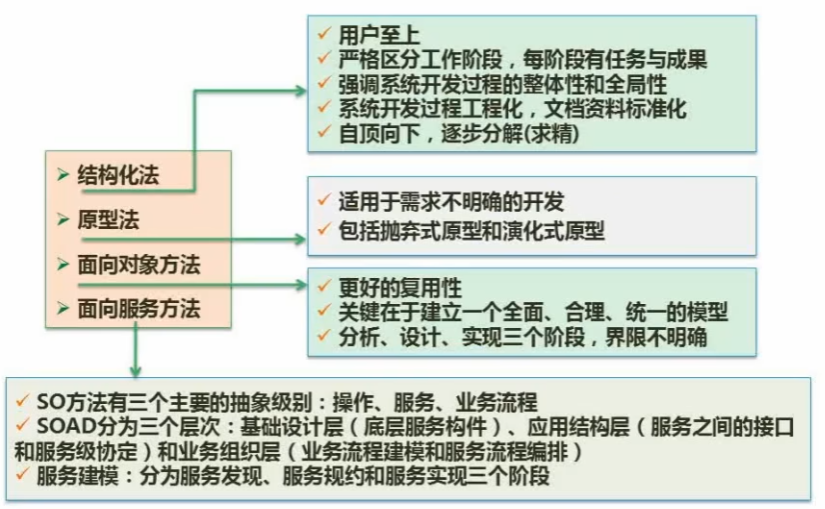 用户至上
严格区分工作阶段，每阶段有任务与成果
强调系统开发过程的整体性和全局性
系统开发过程工程化，文档资料标准化
自顶向下，逐步分解(求精)
结构化法
原型法
面向对象方法
面向服务方法
适用于需求不明确的开发
包括抛弃式原型和演化式原型
更好的复用性
关键在于建立一个全面、合理、统一的模型
分析、设计、实现三个阶段，界限不明确
SO方法有三个主要的抽象级别：操作、服务、业务流程
SOAD分为三个层次：基础设计层（底层服务构件）、应用结构层（服务之间的接口
和服务级协定）和业务组织层（业务流程建模和服务流程编排）
服务建模：分为服务发现、服务规约和服务实现三个阶段